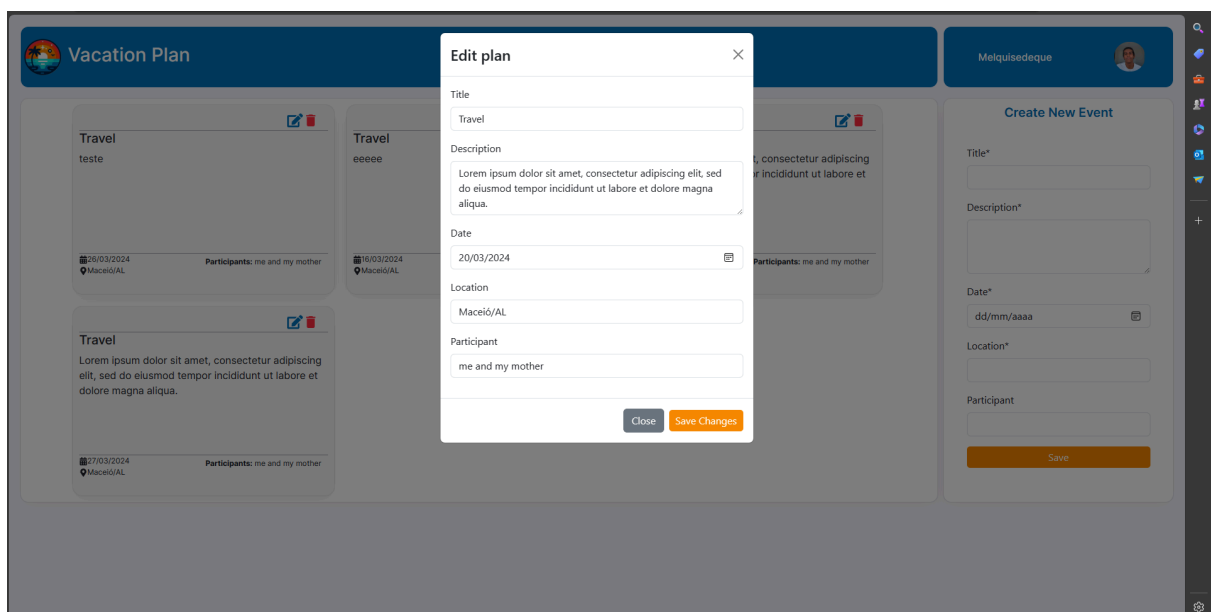 Vacation Plan
Melquisedeque
Travel
teste
26/03/2024
Maceió/AL
Participants: me and my mother
Travel
eeeee
16/03/2024
Maceió/AL
t, consectetur adipiscing
r incididunt ut labore et
Participants: me and my mother
Travel
Lorem ipsum dolor sit amet, consectetur adipiscing
elit, sed do eiusmod tempor incididunt ut labore et
dolore magna aliqua.
27/03/2024
Maceió/AL
Participants: me and my mother
Edit plan
Title
Travel
Description
Lorem ipsum dolor sit amet, consectetur adipiscing elit, sed
do eiusmod tempor incididunt ut labore et dolore magna
aliqua.
Date
20/03/2024
Location
Maceió/AL
Participant
me and my mother
Close
Save Changes
Create New Event
Title*
Description*
Date*
dd/mm/aaaa
Location*
Participant
Save